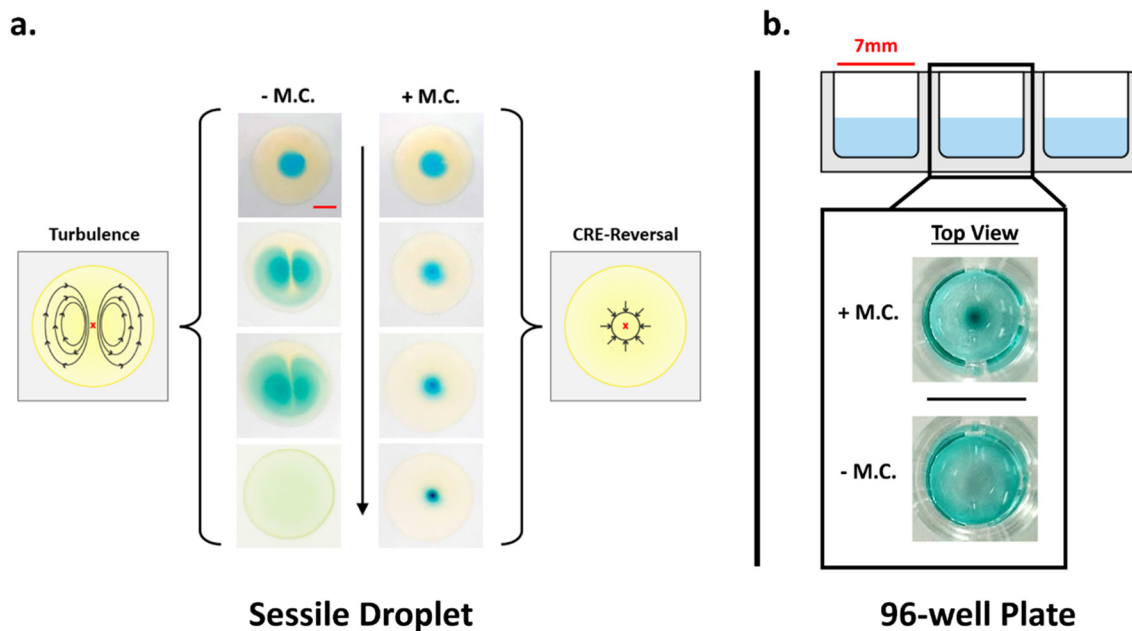 a.
- M.C.
+ M.C.
Turbulence
x
CRE-Reversal
x
Sessile Droplet
b.
7mm
Top View
+ M.C.
- M.C.
96-well Plate